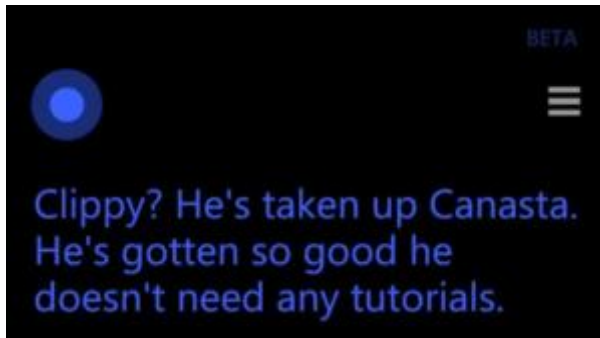 BETA
Clippy? He's taken up Canasta.
He's gotten so good he
doesn't need any tutorials.